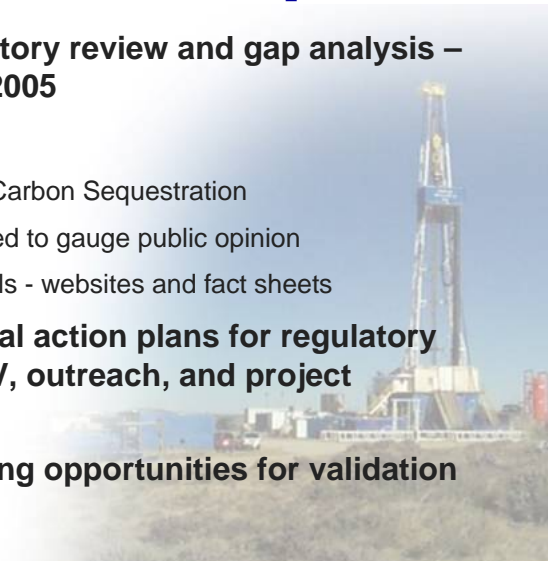 tory review and gap analysis –
2005
Carbon Sequestration
ed to gauge public opinion
ls - websites and fact sheets
al action plans for regulatory
V, outreach, and project
ng opportunities for validation